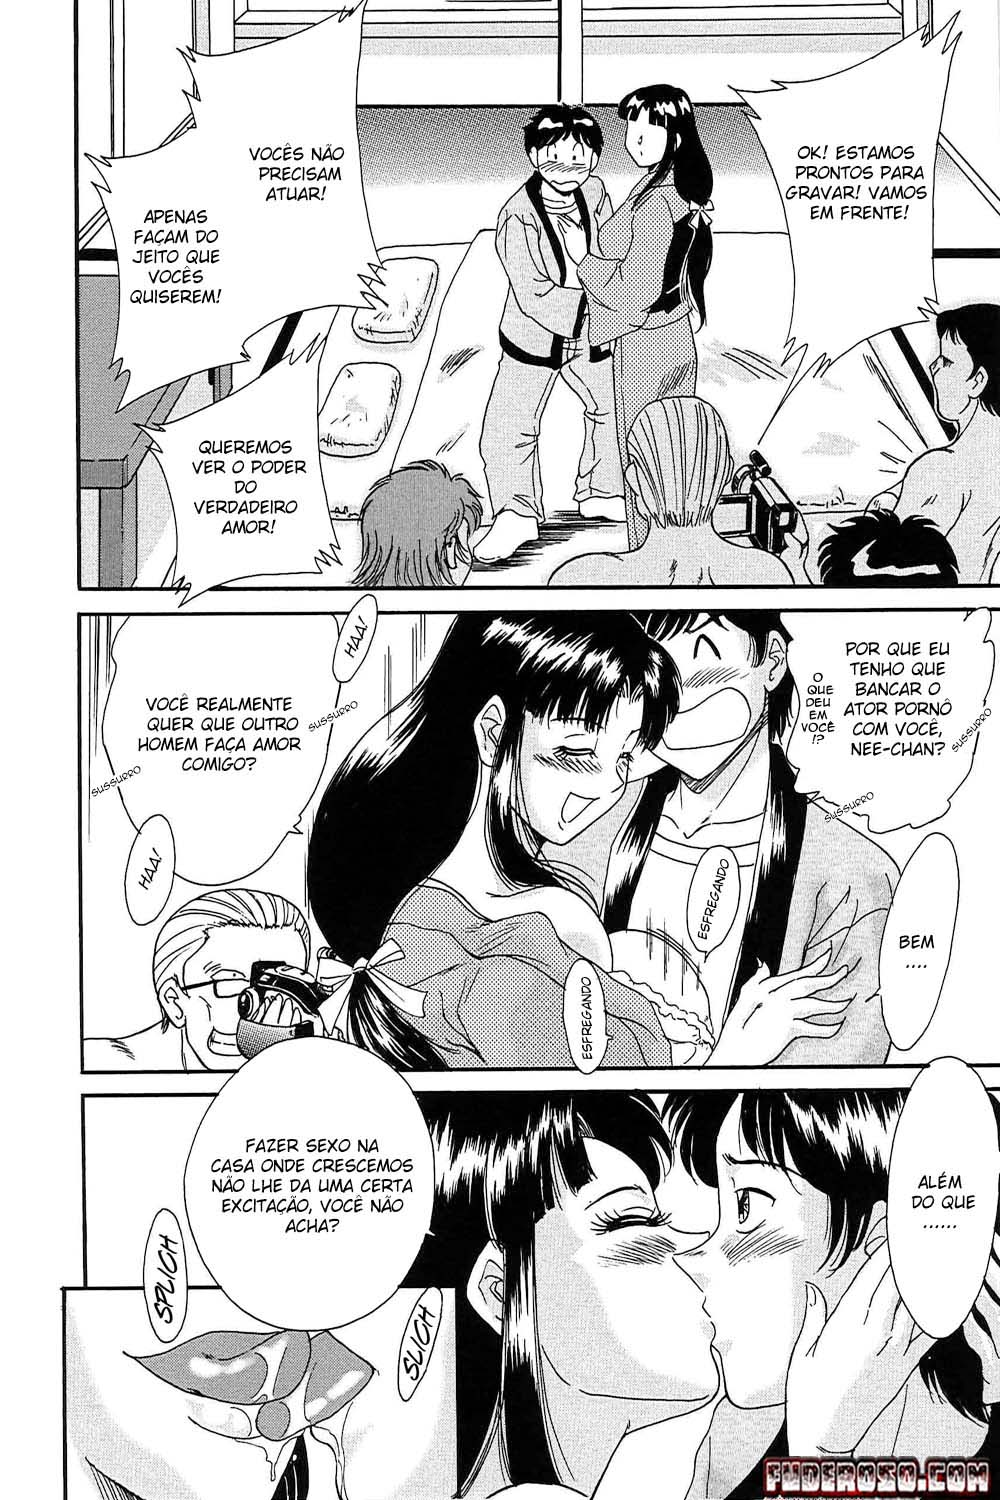 OK! ESTAMOS
PRONTOS PARA
GRAVAR! VAMOS
EM FRENTE!
VOCÊS NÃO
PRECISAM
ATUAR!
APENAS
FAÇAM DO
JEITO QUE
VOCÊS
QUISEREM!
QUEREMOS
VER O PODER
DO
VERDADEIRO
AMOR!
POR QUE EU
TENHO QUE
BANCAR O
ATOR PORNÔ
COM VOCÊ,
NEE-CHAN?
SUSSURRO
O
QUE
DEU EM
VOCÊ
!?
SUSSURRO
HAA!
VOCÊ REALMENTE
QUER QUE OUTRO
HOMEM FAÇA AMOR
COMIGO?
SUSSURRO
SUSSURRO
HAA!
ESFREGANDO
ESFREGANDO
BEM
....
ALÉM
DO QUE
......
FAZER SEXO NA
CASA ONDE CRESCEMOS
NÃO LHE DA UMA CERTA
EXCITAÇÃO, VOCÊ NÃO
ACHA?
SPLICH
SLICH
FUDEROSO.COM